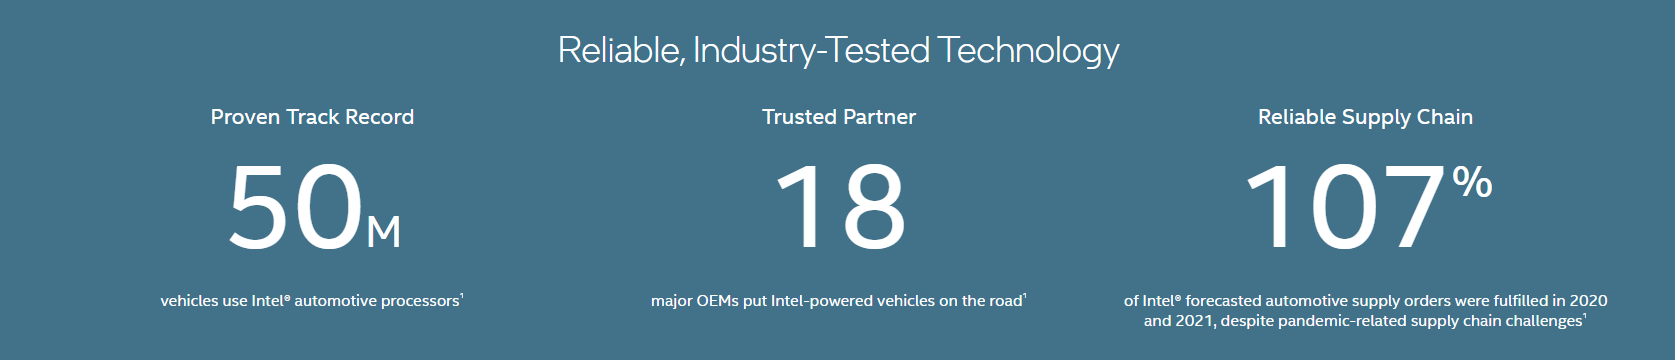 Reliable, Industry-Tested Technology
Proven Track Record
50M
vehicles use Intel® automotive processors¹
Trusted Partner
18
major OEMs put Intel-powered vehicles on the road¹
Reliable Supply Chain
107%
of Intel® forecasted automotive supply orders were fulfilled in 2020
and 2021, despite pandemic-related supply chain challenges¹